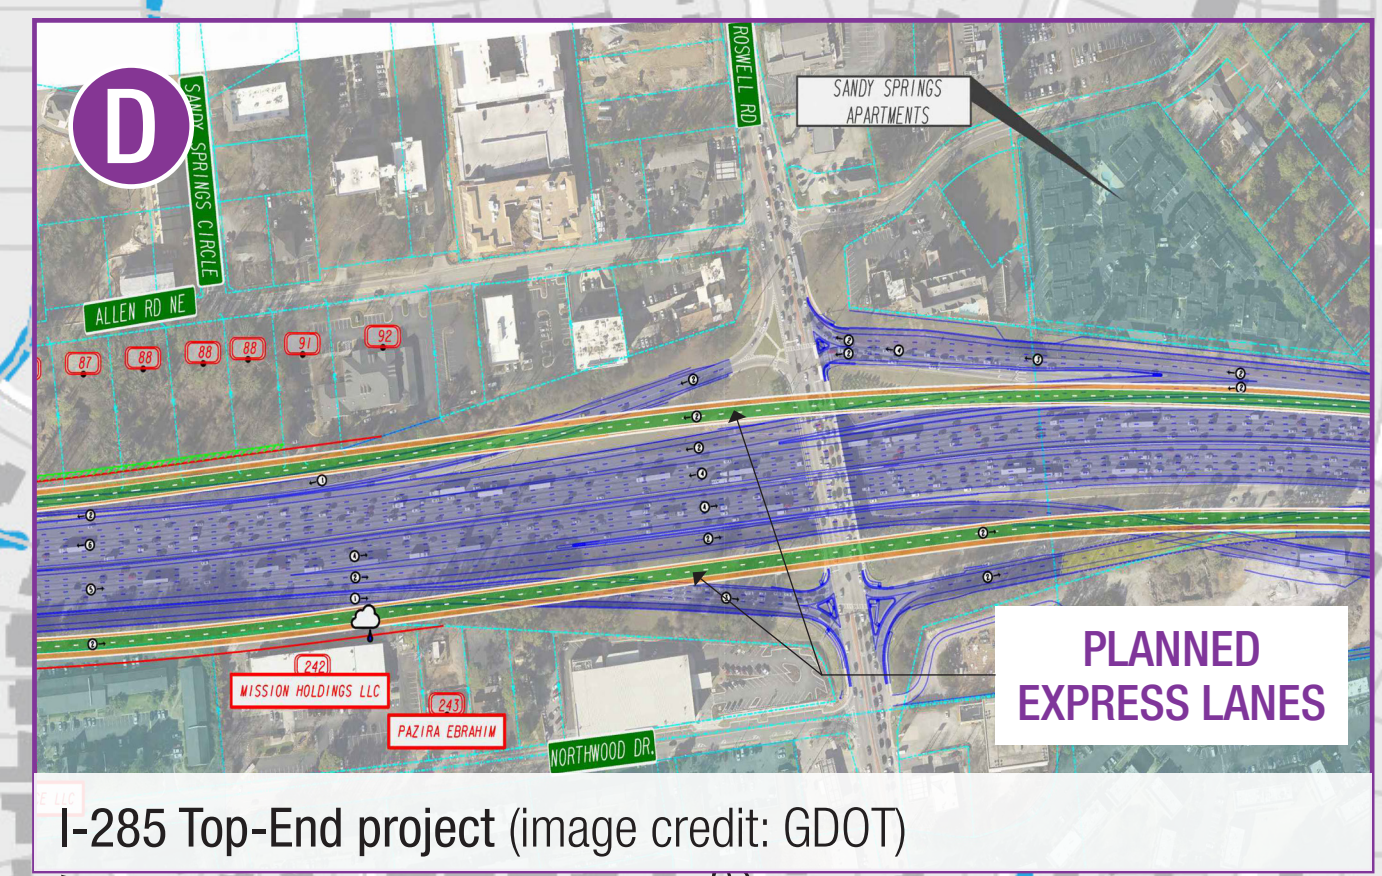 D
SANDY SPRINGS CIRCLE
ROSWELL RD
SANDY SPRINGS
APARTMENTS
ALLEN RD NE
87
88
88
88
91
92
242
MISSION HOLDINGS LLC
243
PAZIRA EBRAHIM
NORTHWOOD DR.
PLANNED
EXPRESS LANES
LLC
I-285 Top-End project (image credit: GDOT)